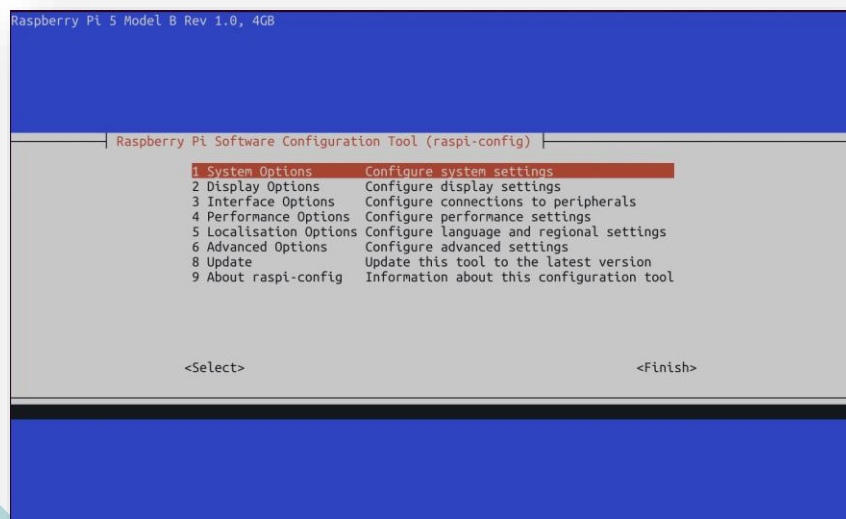 Raspberry Pi 5 Model B Rev 1.0, 4GB
Raspberry Pi Software Configuration Tool (raspi-config)
1 System Options Configure system settings
2 Display Options Configure display settings
3 Interface Options Configure connections to peripherals
4 Performance Options Configure performance settings
5 Localisation Options Configure language and regional settings
6 Advanced Options Configure advanced settings
8 Update Update this tool to the latest version
9 About raspi-config Information about this configuration tool
<Select> <Finish>